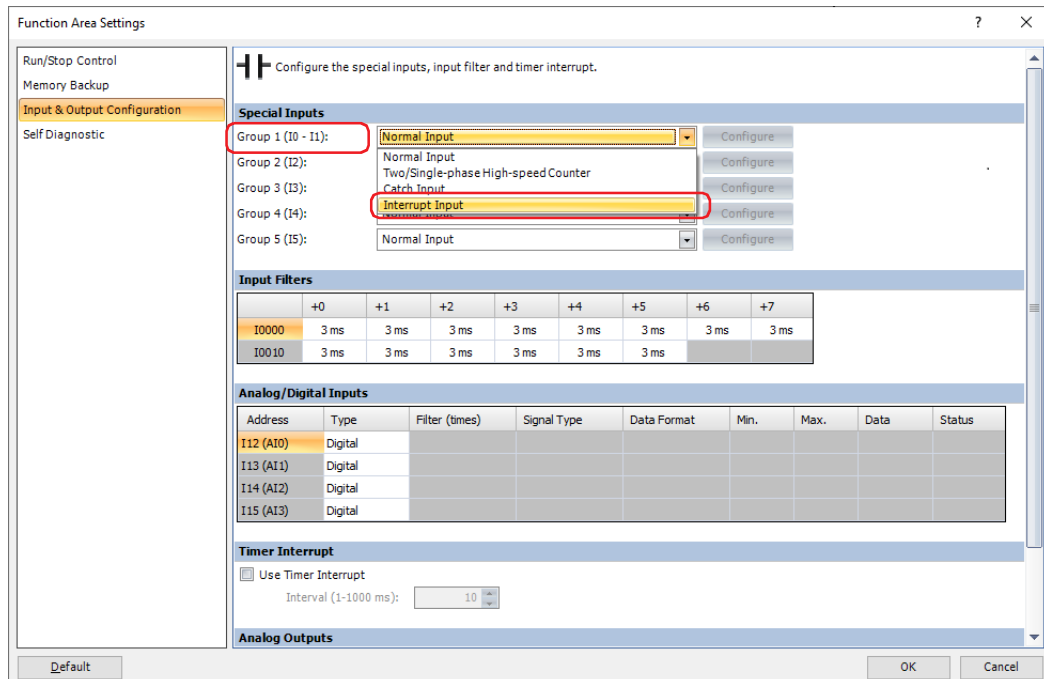 Function Area Settings ? ×
Run/Stop Control
Memory Backup
Input & Output Configuration
Self Diagnostic
Configure the special inputs, input filter and timer interrupt.
Special Inputs
Group 1 (I0 - I1): Normal Input Configure
Normal Input
Two/Single-phase High-speed Counter
Catch Input
Interrupt Input
Group 2 (I2): Configure
Group 3 (I3): Configure
Group 4 (I4): Normal Input Configure
Group 5 (I5): Normal Input Configure
Input Filters
+0 +1 +2 +3 +4 +5 +6 +7
I0000 3 ms 3 ms 3 ms 3 ms 3 ms 3 ms 3 ms 3 ms
I0010 3 ms 3 ms 3 ms 3 ms 3 ms 3 ms
Analog/Digital Inputs
Address Type Filter (times) Signal Type Data Format Min. Max. Data Status
I12 (AI0) Digital
I13 (AI1) Digital
I14 (AI2) Digital
I15 (AI3) Digital
Timer Interrupt
Use Timer Interrupt
Interval (1-1000 ms): 10
Analog Outputs
Default OK Cancel